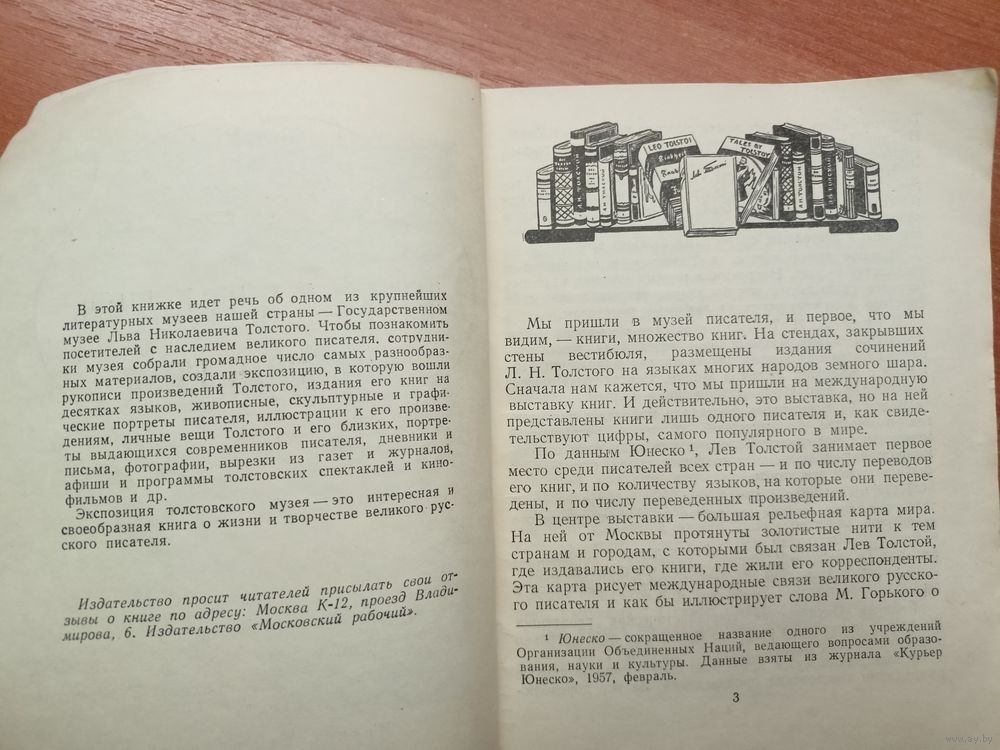 В этой книжке идет речь об одном из крупнейших
литературных музеев нашей страны — Государственном
музее Льва Николаевича Толстого. Чтобы познакомить
посетителей с наследием великого писателя, сотрудни-
ки музея собрали громадное число самых разнообраз-
ных материалов, создали экспозицию, в которую вошли
рукописи произведений Толстого, издания его книг на
десятках языков, живописные, скульптурные и графи-
ческие портреты писателя, иллюстрации к его произве-
дениям, личные вещи Толстого и его близких, портре-
ты выдающихся современников писателя, дневники и
письма, фотографии, вырезки из газет и журналов,
афиши и программы толстовских спектаклей и кино-
фильмов и др.
Экспозиция толстовского музея — это интересная и
своеобразная книга о жизни и творчестве великого рус-
ского писателя.
Издательство просит читателей присылать свои от-
зывы о книге по адресу: Москва К-12, проезд Влади-
мирова, 6. Издательство «Московский рабочий».
LEO TOLSTOI
TALES BY
TOLSTOY
Мы пришли в музей писателя, и первое, что мы
видим, — книги, множество книг. На стендах, закрывших
стены вестибюля, размещены издания сочинений
Л. Н. Толстого на языках многих народов земного шара.
Сначала нам кажется, что мы пришли на международную
выставку книг. И действительно, это выставка, но на ней
представлены книги лишь одного писателя и, как свиде-
тельствуют цифры, самого популярного в мире.
По данным Юнеско ¹, Лев Толстой занимает первое
место среди писателей всех стран — и по числу переводов
его книг, и по количеству языков, на которые они переве-
дены, и по числу переведенных произведений.
В центре выставки — большая рельефная карта мира.
На ней от Москвы протянуты золотистые нити к тем
странам и городам, с которыми был связан Лев Толстой,
где издавались его книги, где жили его корреспонденты.
Эта карта рисует международные связи великого русско-
го писателя и как бы иллюстрирует слова М. Горького о
¹ Юнеско — сокращенное название одного из учреждений
Организации Объединенных Наций, ведающего вопросами образо-
вания, науки и культуры. Данные взяты из журнала «Курьер
Юнеско», 1957, февраль.
3
www.ay.by